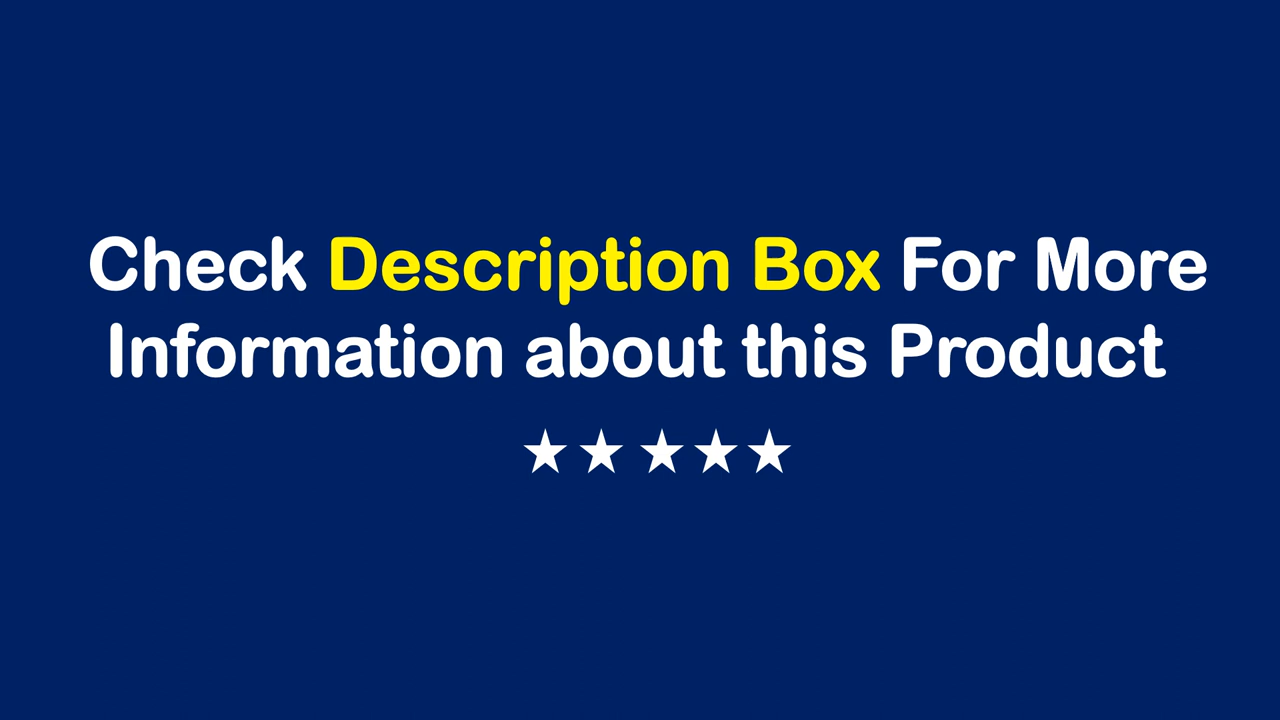 Check Description Box For More
Information about this Product
★★★★★